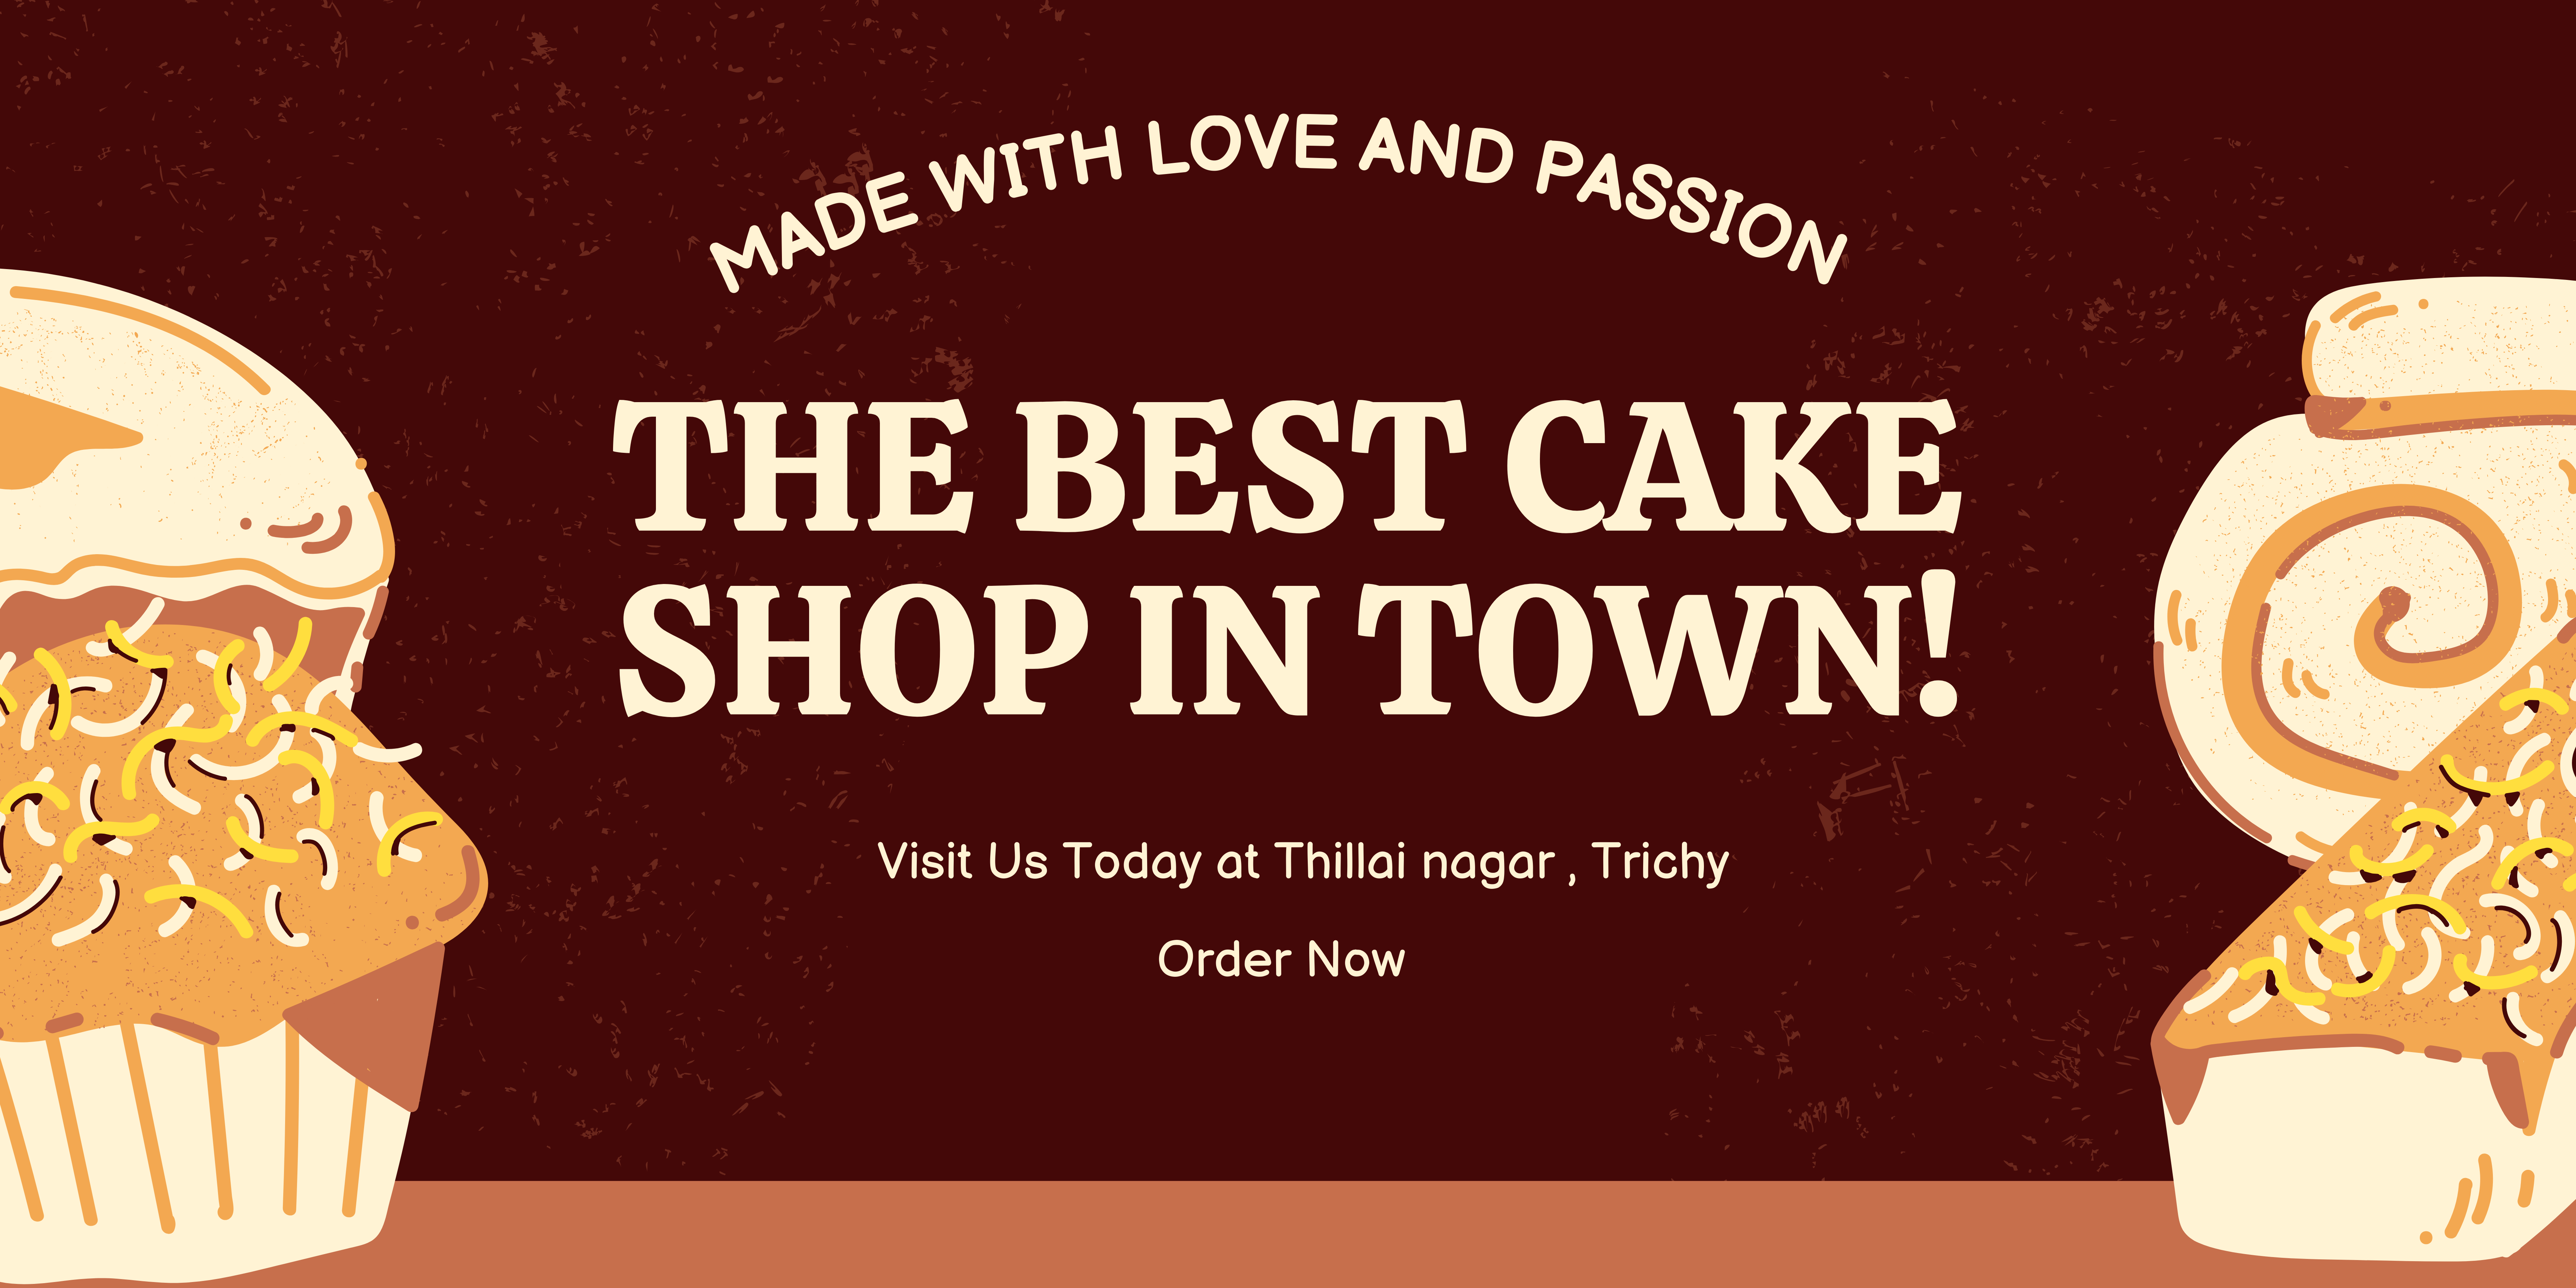 MADE WITH LOVE AND PASSION
THE BEST CAKE
SHOP IN TOWN!
Visit Us Today at Thillai nagar , Trichy
Order Now